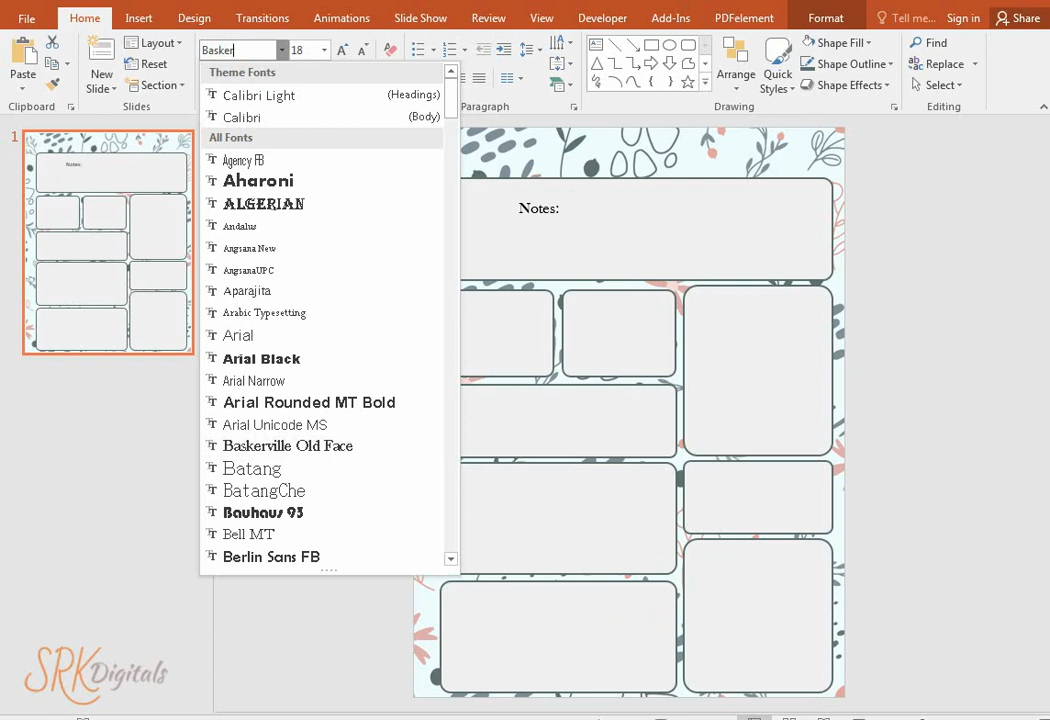 File Home Insert Design Transitions Animations Slide Show Review View Developer Add-Ins PDFelement Format Tell me... Sign in Share
Paste
New
Slide
Layout
Reset
Section
Basker 18
Shape Fill
Shape Outline
Shape Effects
Arrange
Quick
Styles
Find
Replace
Select
Clipboard Slides Paragraph Drawing Editing
Theme Fonts
Calibri Light (Headings)
Calibri (Body)
All Fonts
Agency FB
Aharoni
ALGERIAN
Andalus
Angsana New
AngsanaUPC
Aparajita
Arabic Typesetting
Arial
Arial Black
Arial Narrow
Arial Rounded MT Bold
Arial Unicode MS
Baskerville Old Face
Batang
BatangChe
Bauhaus 93
Bell MT
Berlin Sans FB
1
Notes:
Notes:
SRK Digitals